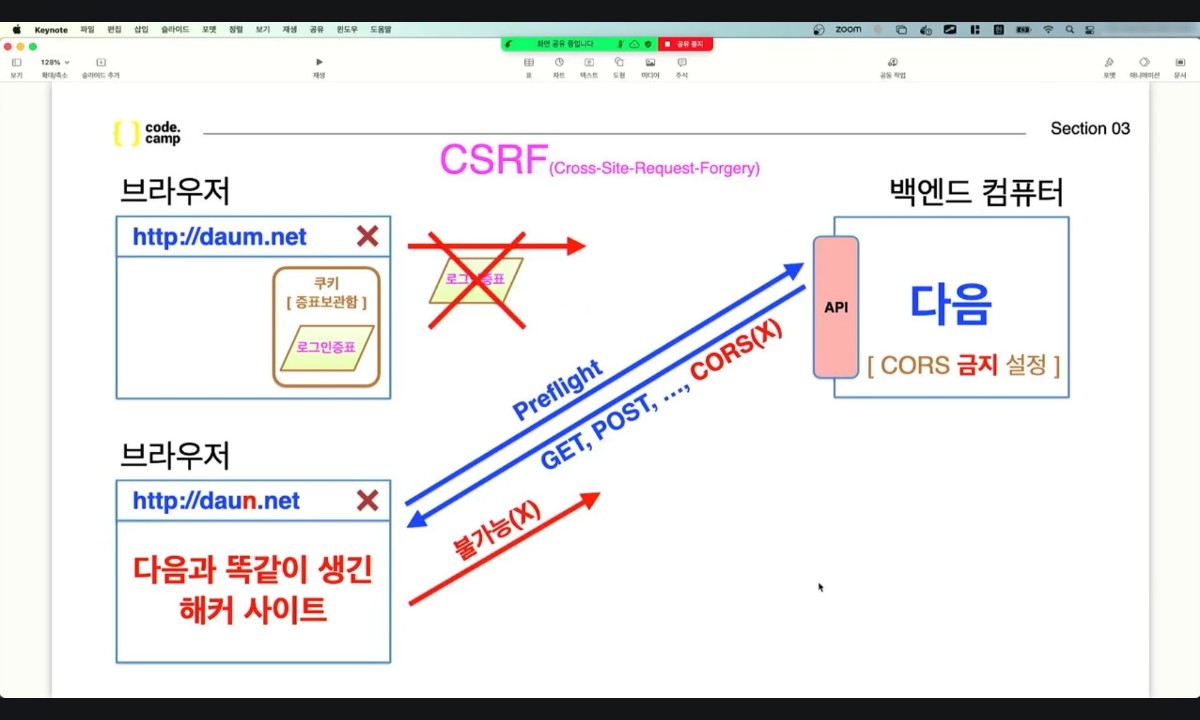 Keynote 파일 편집 삽입 슬라이드 포맷 정렬 보기 재생 공유 윈도우 도움말
zoom
화면 공유 중입니다
공유 중지
128%
보기 확대/축소 슬라이드 추가 재생 표 차트 텍스트 도형 미디어 주석 공동 작업 포맷 애니메이션 문서
code.
camp
Section 03
CSRF(Cross-Site-Request-Forgery)
브라우저
백엔드 컴퓨터
http://daum.net
쿠키
[ 증표보관함 ]
로그인증표
로그인증표
API
다음
[ CORS 금지 설정 ]
Preflight
GET, POST, ..., CORS(X)
브라우저
http://daun.net
불가능(X)
다음과 똑같이 생긴
해커 사이트